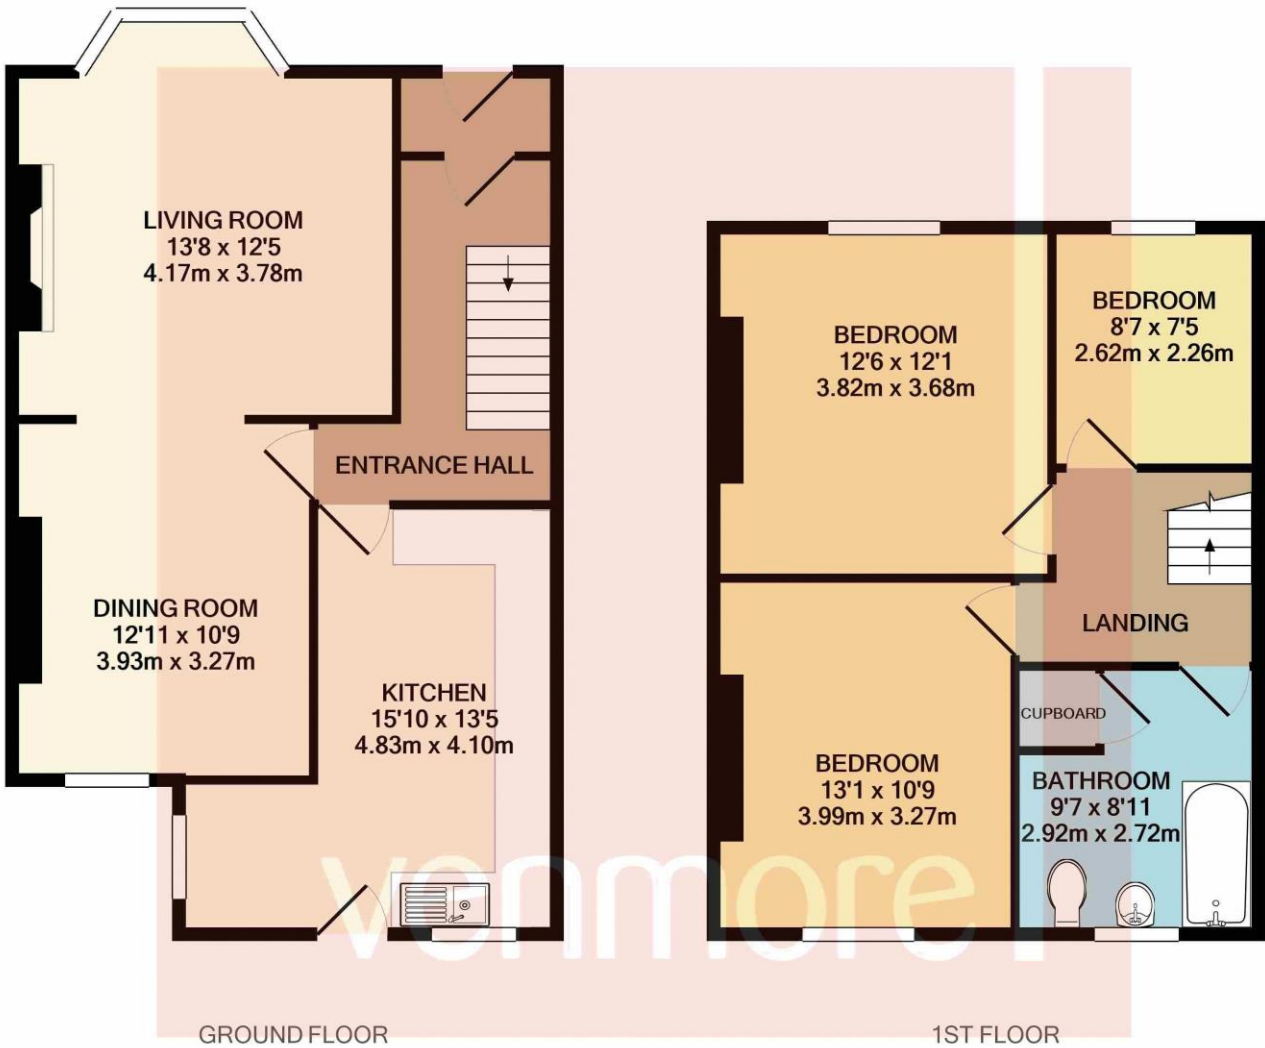 LIVING ROOM
13'8 x 12'5
4.17m x 3.78m
ENTRANCE HALL
DINING ROOM
12'11 x 10'9
3.93m x 3.27m
KITCHEN
15'10 x 13'5
4.83m x 4.10m
GROUND FLOOR
BEDROOM
12'6 x 12'1
3.82m x 3.68m
BEDROOM
8'7 x 7'5
2.62m x 2.26m
LANDING
CUPBOARD
BEDROOM
13'1 x 10'9
3.99m x 3.27m
BATHROOM
9'7 x 8'11
2.92m x 2.72m
1ST FLOOR
venmore